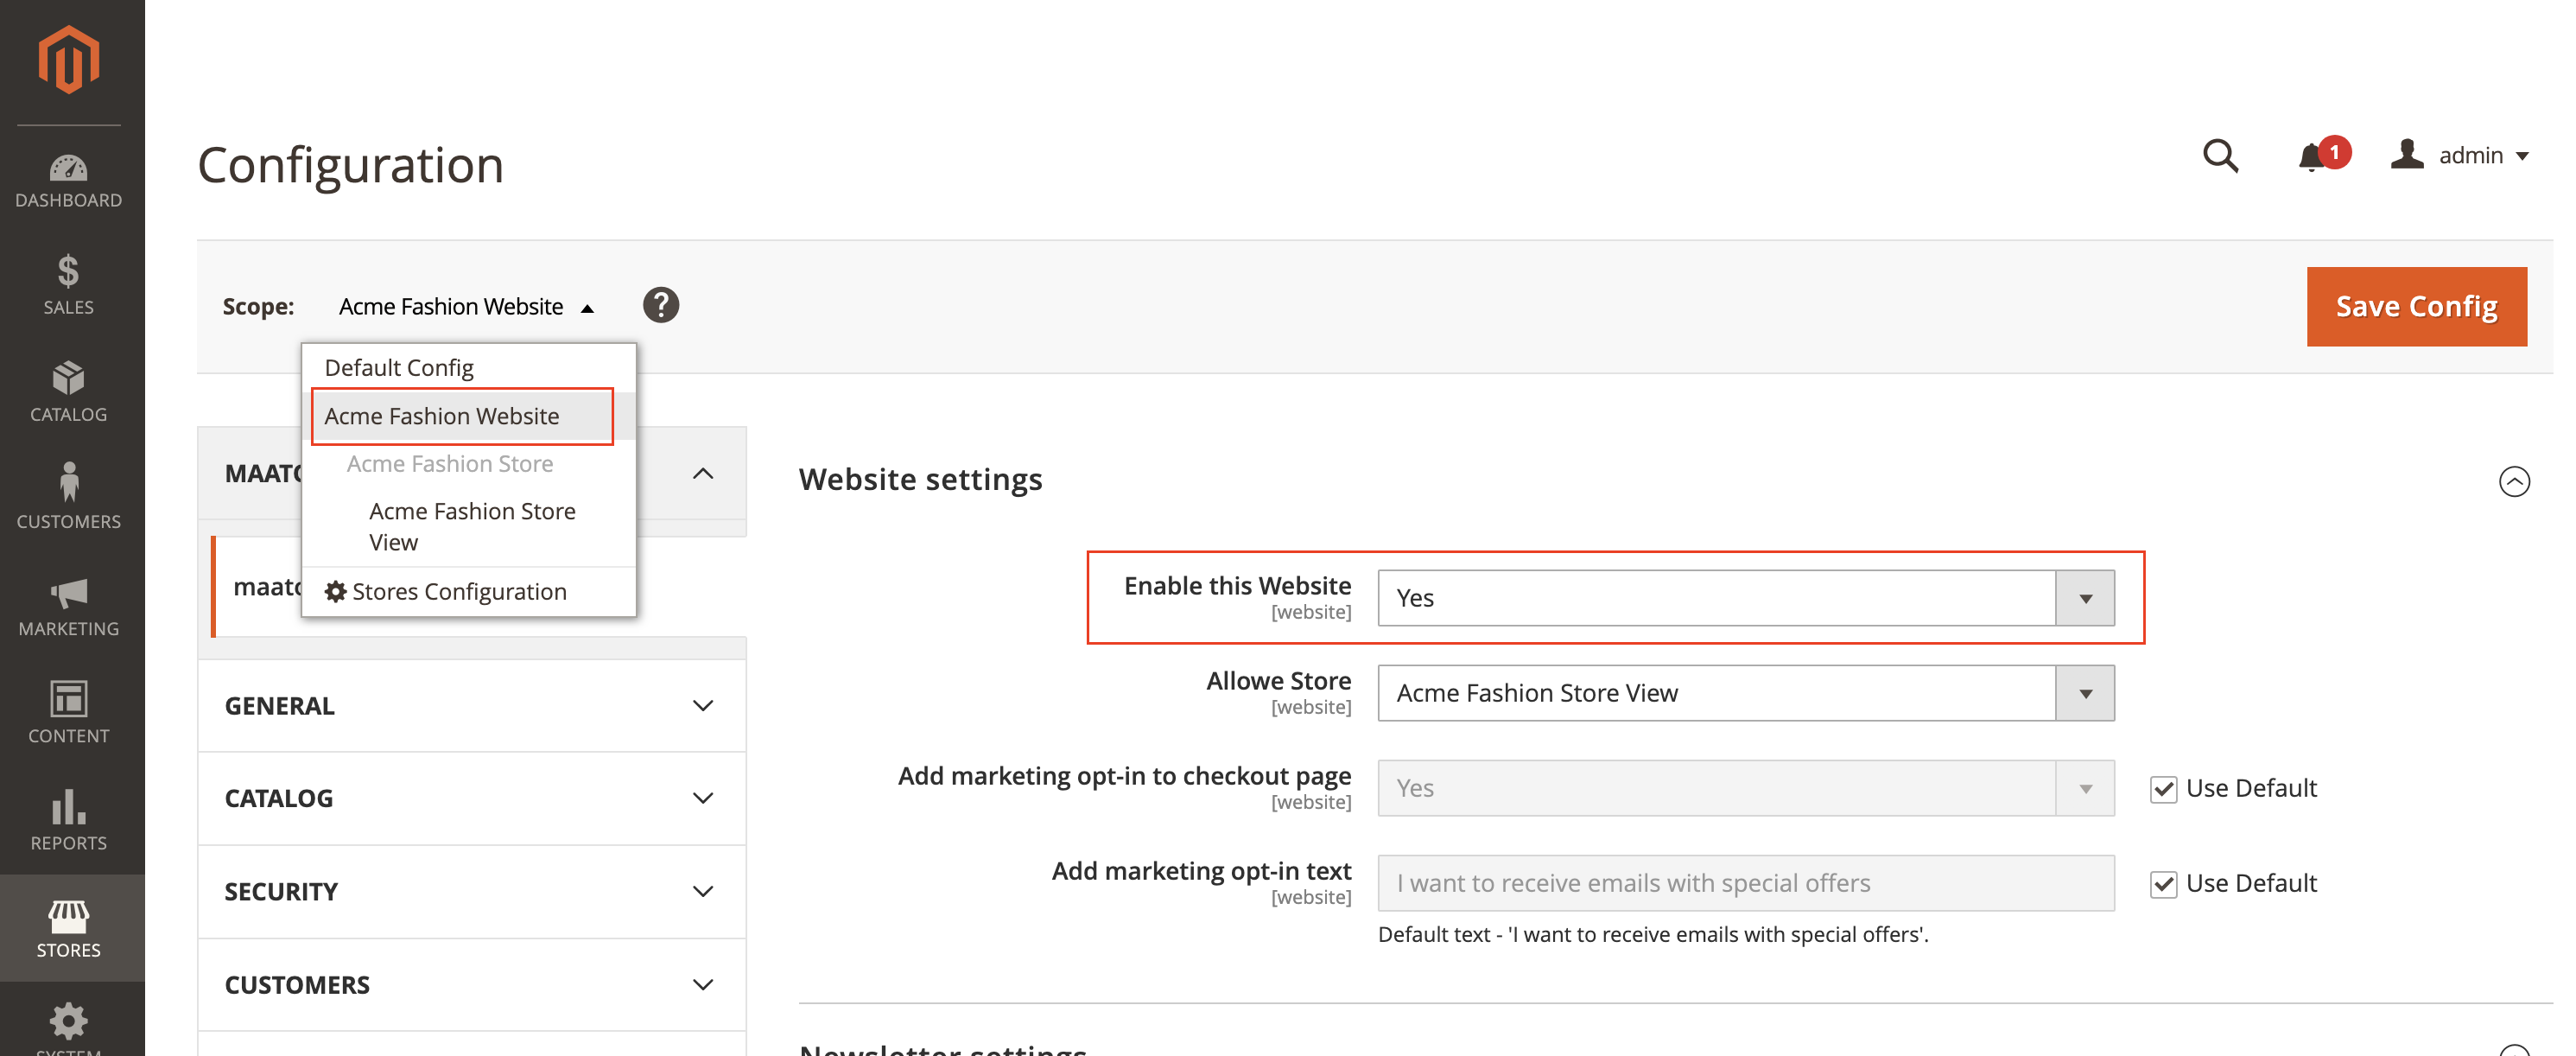 DASHBOARD
SALES
CATALOG
CUSTOMERS
MARKETING
CONTENT
REPORTS
STORES
Configuration
1
admin
Scope:
Acme Fashion Website
?
Save Config
Default Config
Acme Fashion Website
Acme Fashion Store
Acme Fashion Store
View
Stores Configuration
GENERAL
CATALOG
SECURITY
CUSTOMERS
Website settings
Enable this Website
[website]
Yes
Allowe Store
[website]
Acme Fashion Store View
Add marketing opt-in to checkout page
[website]
Yes
Use Default
Add marketing opt-in text
[website]
I want to receive emails with special offers
Use Default
Default text - 'I want to receive emails with special offers'.
Newsletter settings